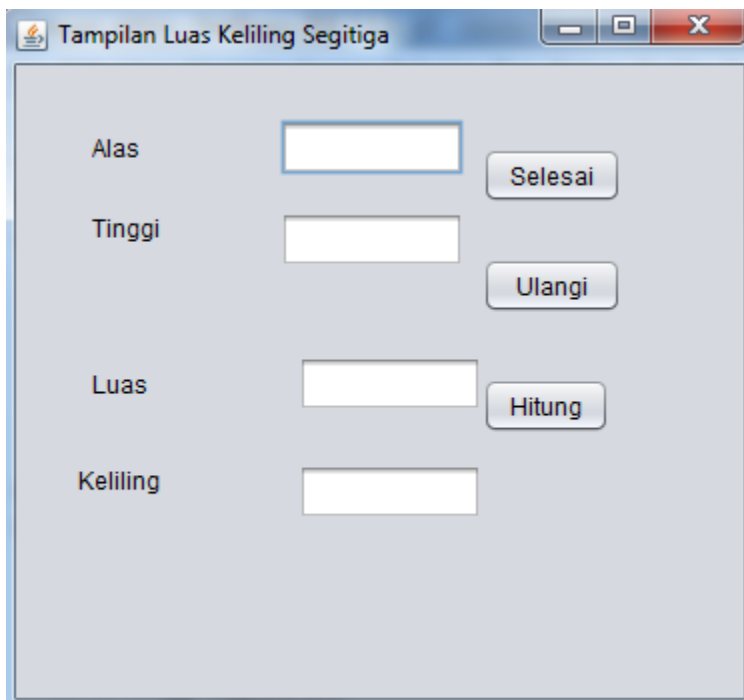 Tampilan Luas Keliling Segitiga
Alas
Selesai
Tinggi
Ulangi
Luas
Hitung
Keliling